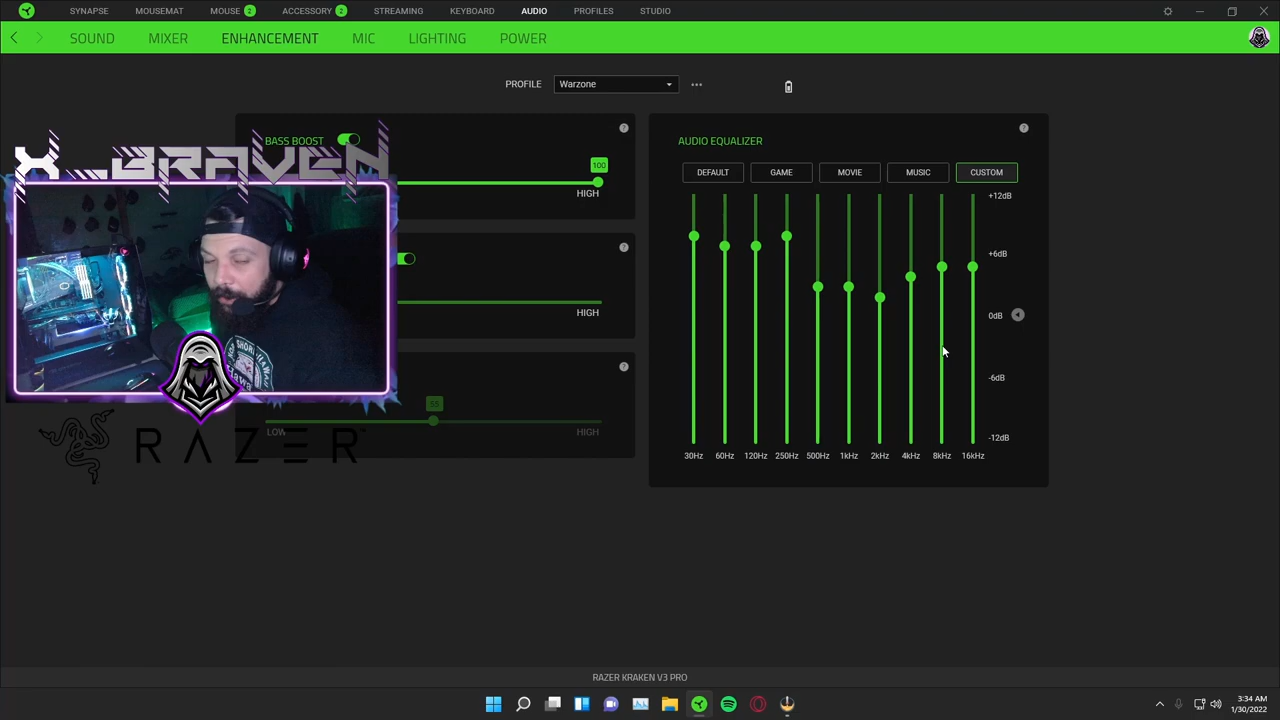 SYNAPSE MOUSEMAT MOUSE 2 ACCESSORY 2 STREAMING KEYBOARD AUDIO PROFILES STUDIO
SOUND MIXER ENHANCEMENT MIC LIGHTING POWER
PROFILE Warzone
BASS BOOST
100
HIGH
HIGH
55
LOW HIGH
X_BRAVEN
RAZER
AUDIO EQUALIZER
DEFAULT GAME MOVIE MUSIC CUSTOM
+12dB
+6dB
0dB
-6dB
-12dB
30Hz 60Hz 120Hz 250Hz 500Hz 1kHz 2kHz 4kHz 8kHz 16kHz
RAZER KRAKEN V3 PRO
3:34 AM
1/30/2022